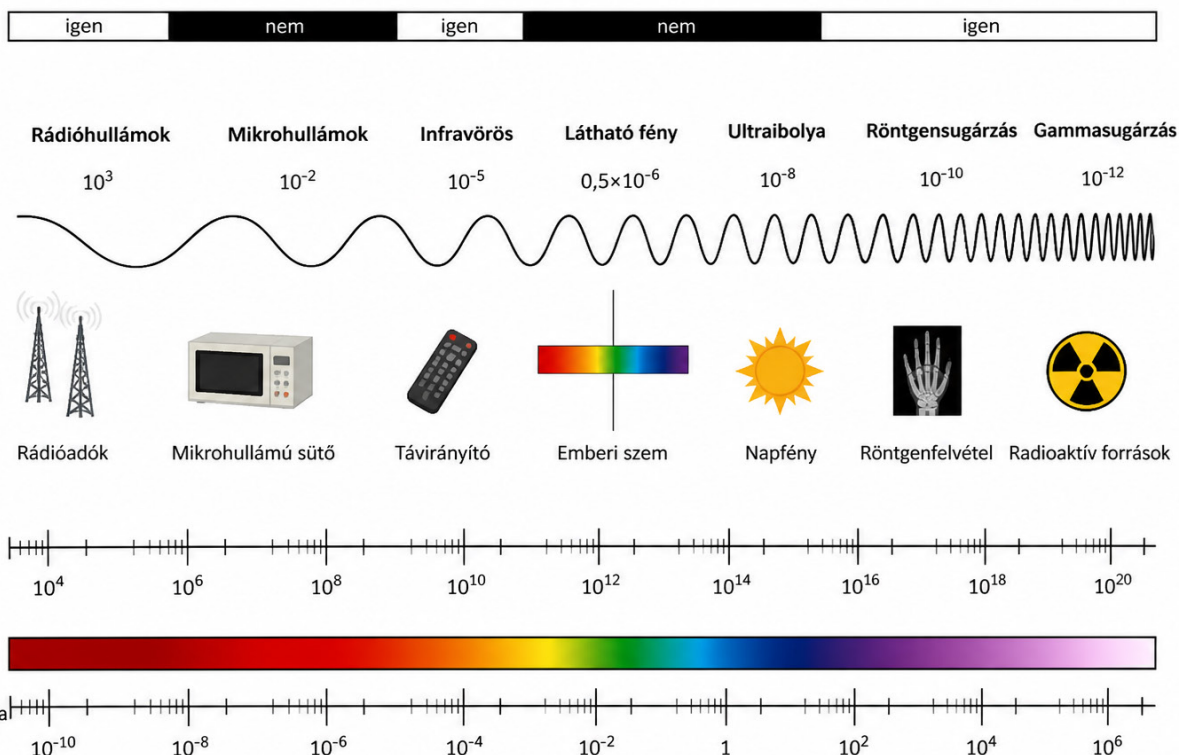 igen nem igen nem igen
Rádióhullámok Mikrohullámok Infravörös Látható fény Ultraibolya Röntgensugárzás Gammasugárzás
10³ 10⁻² 10⁻⁵ 0,5×10⁻⁶ 10⁻⁸ 10⁻¹⁰ 10⁻¹²
Rádióadók Mikrohullámú sütő Távirányító Emberi szem Napfény Röntgenfelvétel Radioaktív források
10⁴ 10⁶ 10⁸ 10¹⁰ 10¹² 10¹⁴ 10¹⁶ 10¹⁸ 10²⁰
a
10⁻¹⁰ 10⁻⁸ 10⁻⁶ 10⁻⁴ 10⁻² 1 10² 10⁴ 10⁶